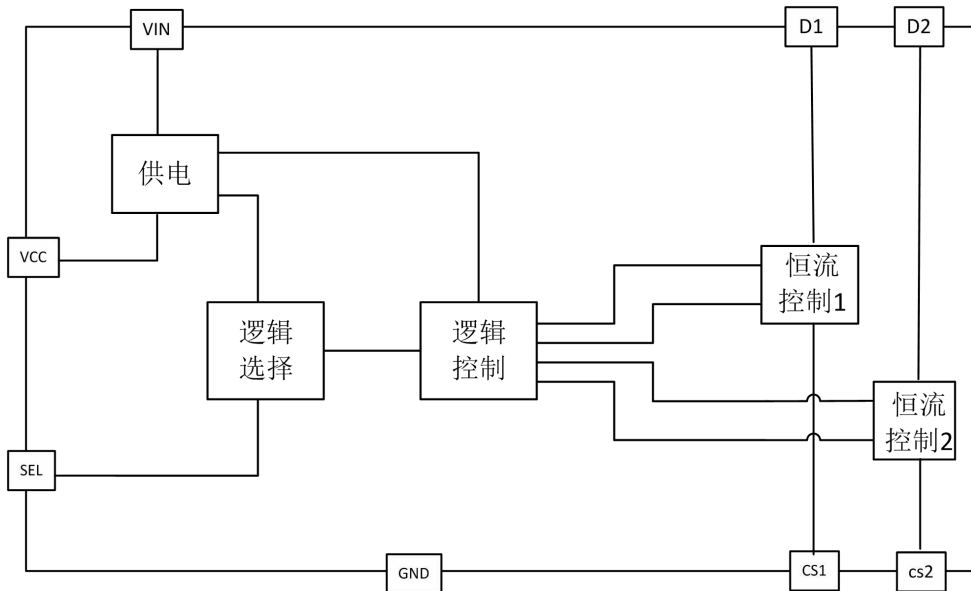 VIN
D1
D2
供电
VCC
恒流
控制1
逻辑
选择
逻辑
控制
恒流
控制2
SEL
GND
CS1
cs2